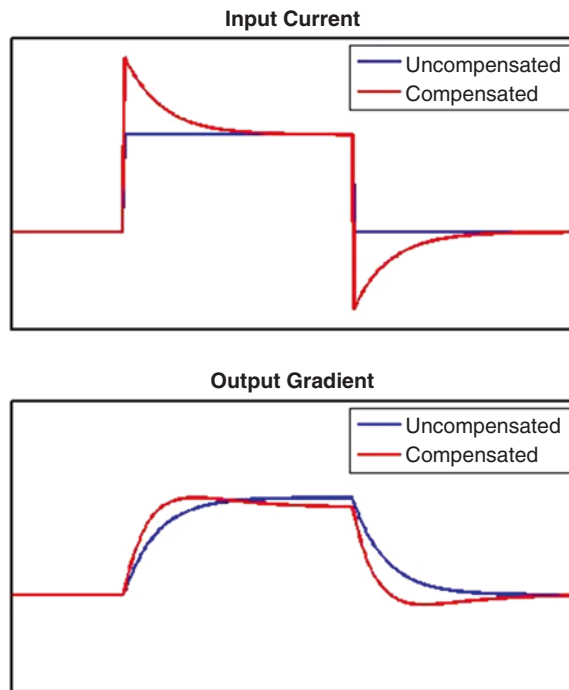 Input Current
Uncompensated
Compensated
Output Gradient
Uncompensated
Compensated